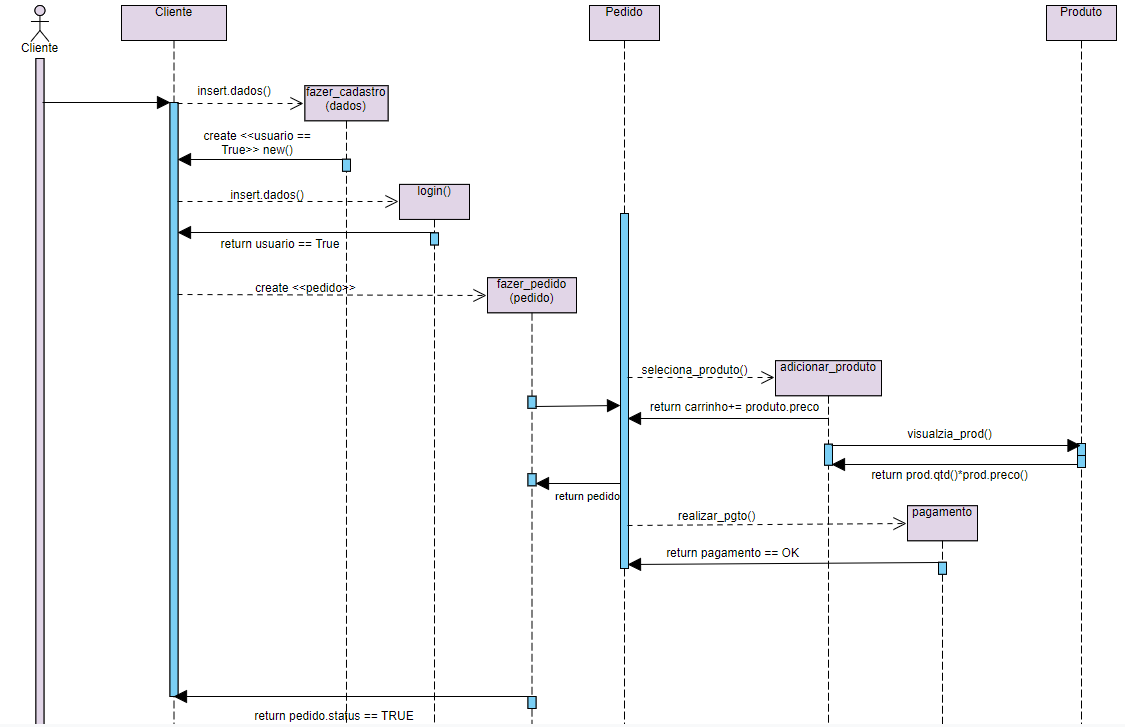 Cliente
Pedido
Produto
Cliente
insert.dados()
fazer_cadastro
(dados)
create <<usuario ==
True>> new()
insert.dados()
login()
return usuario == True
create <<pedido>>
fazer_pedido
(pedido)
seleciona_produto()
adicionar_produto
return carrinho+= produto.preco
visualzia_prod()
return prod.qtd()*prod.preco()
return pedido
realizar_pgto()
pagamento
return pagamento == OK
return pedido.status == TRUE